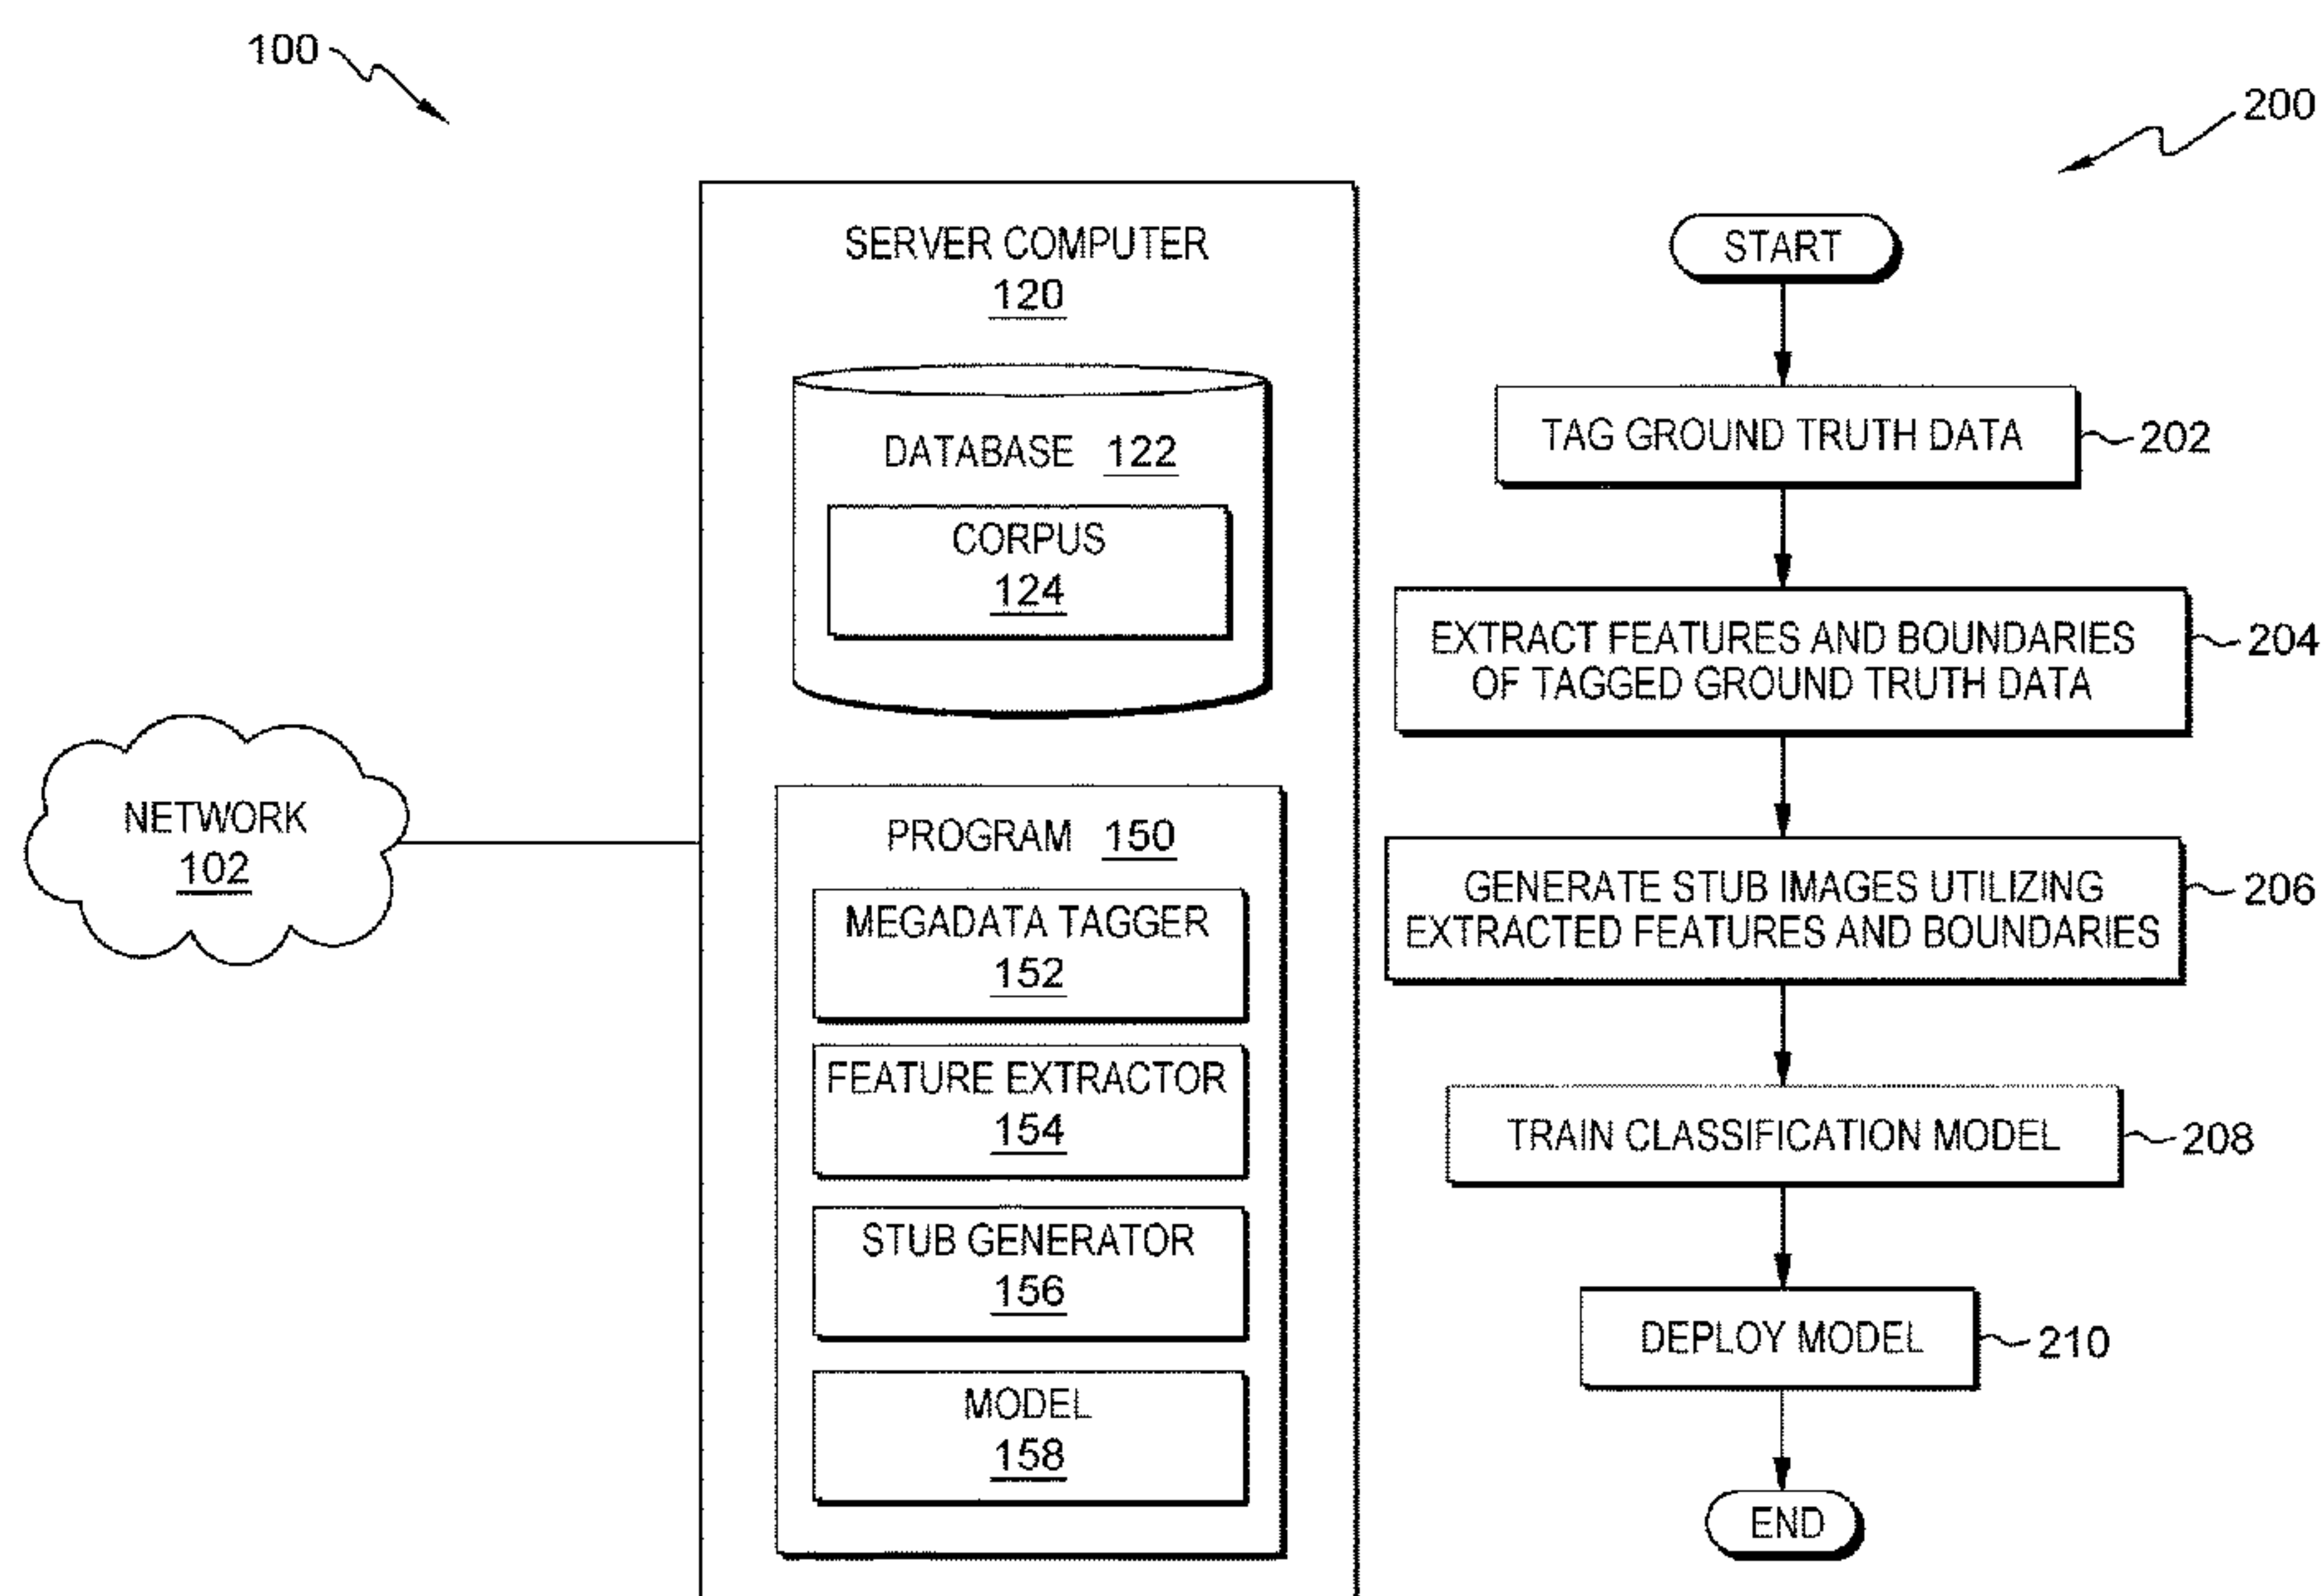 100
200
SERVER COMPUTER
120
DATABASE 122
CORPUS
124
NETWORK
102
PROGRAM 150
MEGADATA TAGGER
152
FEATURE EXTRACTOR
154
STUB GENERATOR
156
MODEL
158
START
TAG GROUND TRUTH DATA
202
EXTRACT FEATURES AND BOUNDARIES
OF TAGGED GROUND TRUTH DATA
204
GENERATE STUB IMAGES UTILIZING
EXTRACTED FEATURES AND BOUNDARIES
206
TRAIN CLASSIFICATION MODEL
208
DEPLOY MODEL
210
END